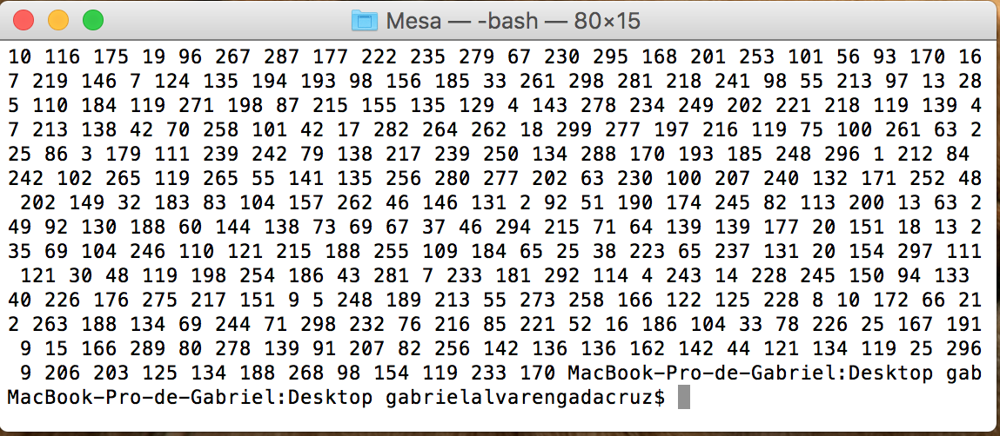 Mesa — -bash — 80×15
10 116 175 19 96 267 287 177 222 235 279 67 230 295 168 201 253 101 56 93 170 16
7 219 146 7 124 135 194 193 98 156 185 33 261 298 281 218 241 98 55 213 97 13 28
5 110 184 119 271 198 87 215 155 135 129 4 143 278 234 249 202 221 218 119 139 4
7 213 138 42 70 258 101 42 17 282 264 262 18 299 277 197 216 119 75 100 261 63 2
25 86 3 179 111 239 242 79 138 217 239 250 134 288 170 193 185 248 296 1 212 84
242 102 265 119 265 55 141 135 256 280 277 202 63 230 100 207 240 132 171 252 48
202 149 32 183 83 104 157 262 46 146 131 2 92 51 190 174 245 82 113 200 13 63 2
49 92 130 188 60 144 138 73 69 67 37 46 294 215 71 64 139 139 177 20 151 18 13 2
35 69 104 246 110 121 215 188 255 109 184 65 25 38 223 65 237 131 20 154 297 111
121 30 48 119 198 254 186 43 281 7 233 181 292 114 4 243 14 228 245 150 94 133
40 226 176 275 217 151 9 5 248 189 213 55 273 258 166 122 125 228 8 10 172 66 21
2 263 188 134 69 244 71 298 232 76 216 85 221 52 16 186 104 33 78 226 25 167 191
9 15 166 289 80 278 139 91 207 82 256 142 136 136 162 142 44 121 134 119 25 296
9 206 203 125 134 188 268 98 154 119 233 170 MacBook-Pro-de-Gabriel:Desktop gab
MacBook-Pro-de-Gabriel:Desktop gabrielalvarengadacruz$